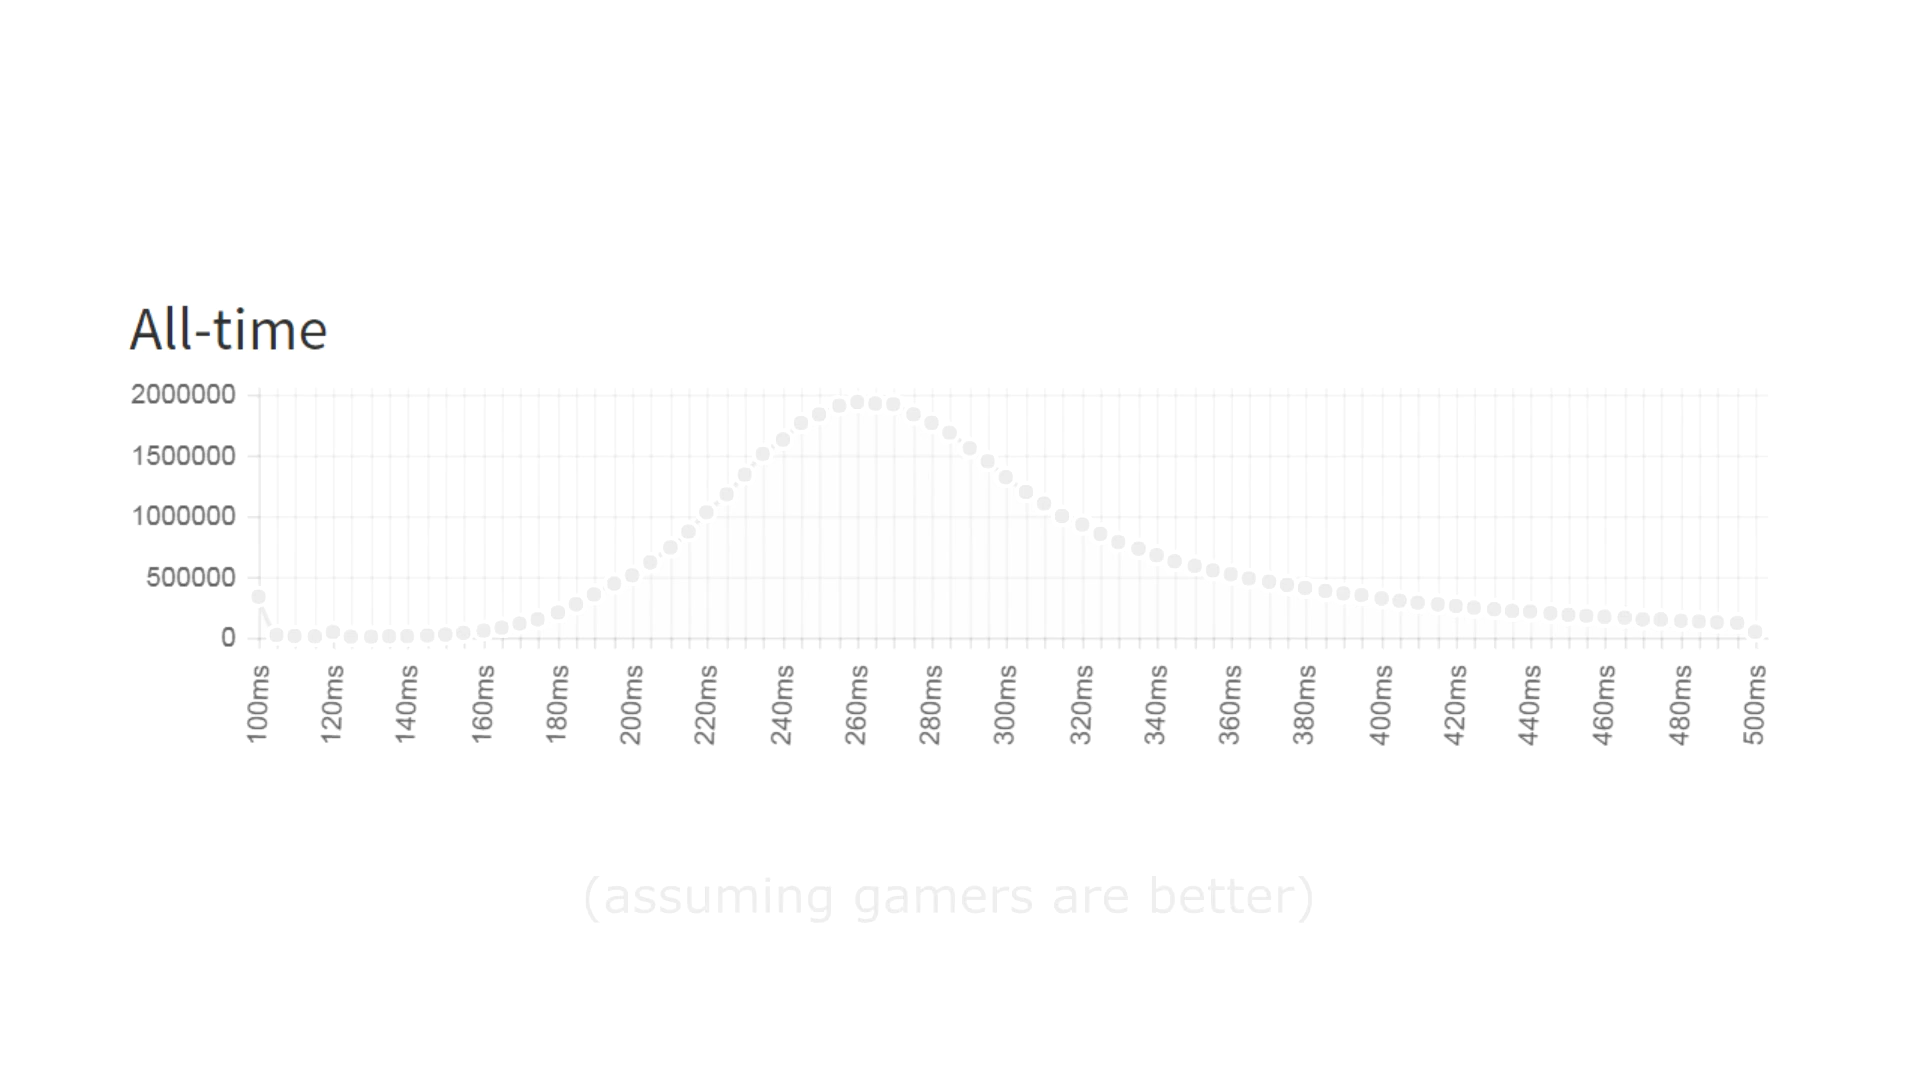 All-time
2000000
1500000
1000000
500000
0
100ms
120ms
140ms
160ms
180ms
200ms
220ms
240ms
260ms
280ms
300ms
320ms
340ms
360ms
380ms
400ms
420ms
440ms
460ms
480ms
500ms
(assuming gamers are better)